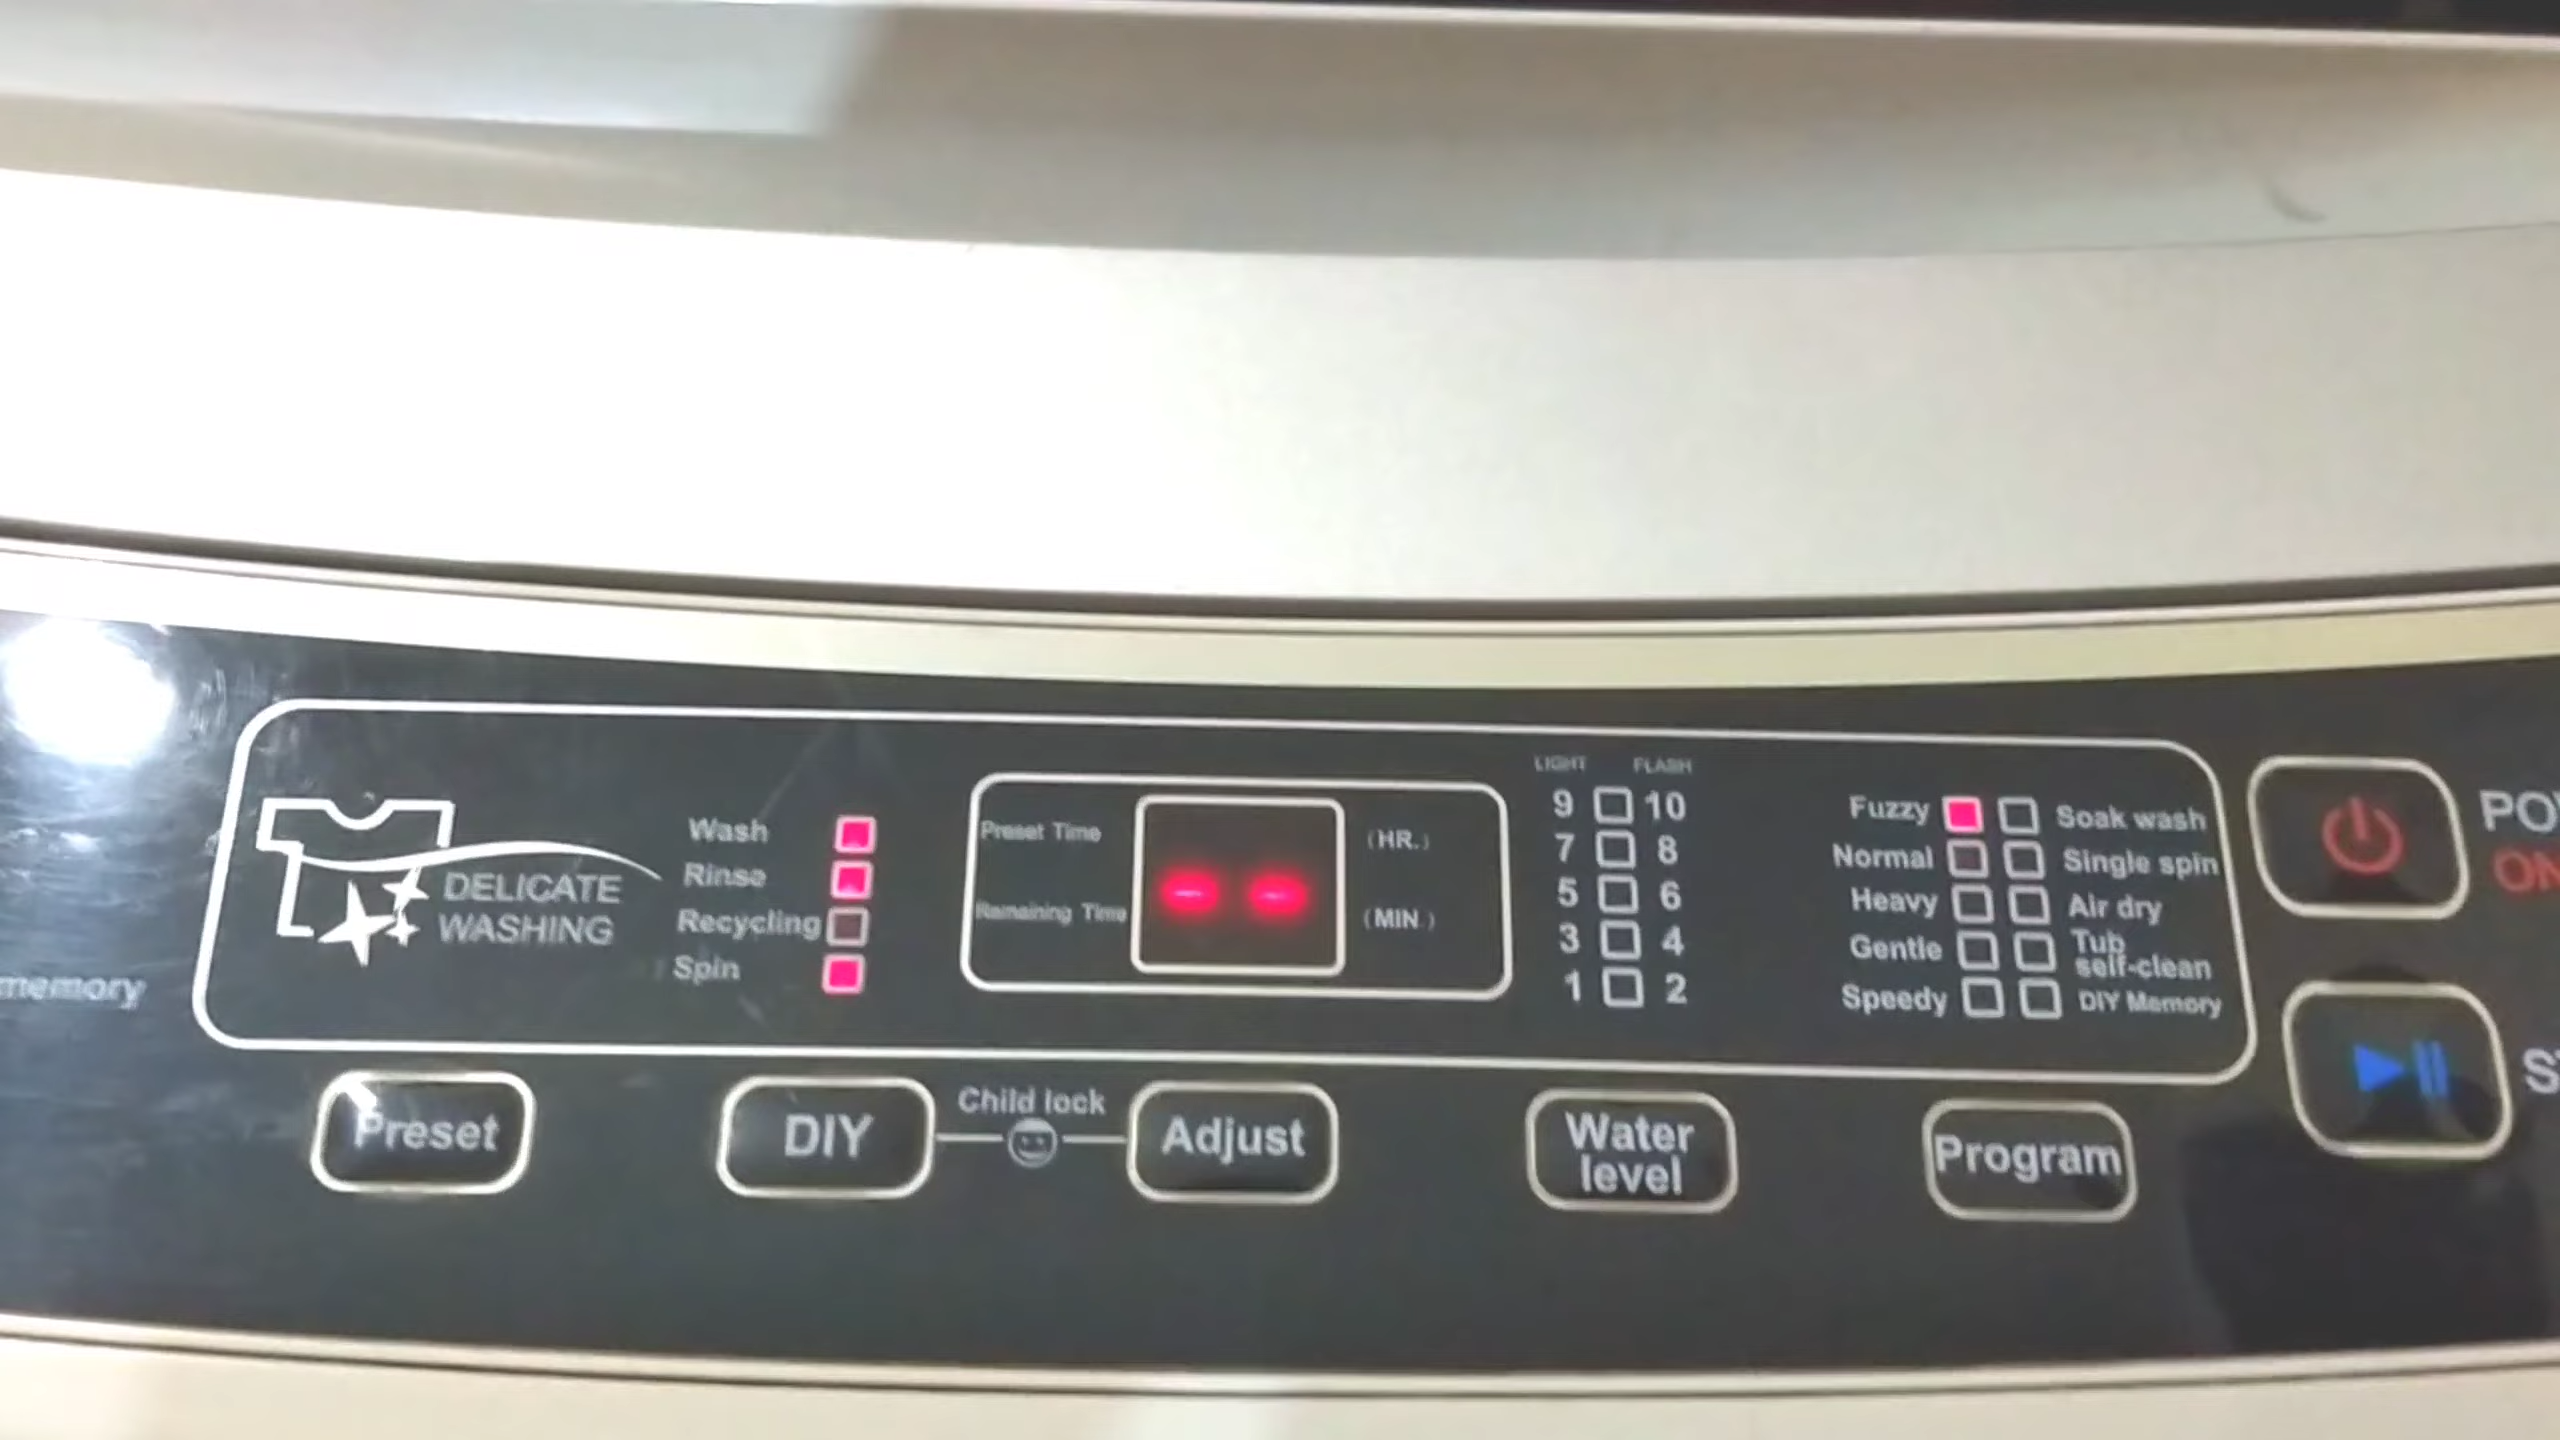 memory
DELICATE
WASHING
Wash
Rinse
Recycling
Spin
Preset Time
(HR.)
Remaining Time
(MIN.)
LIGHT FLASH
9 10
7 8
5 6
3 4
1 2
Fuzzy Soak wash
Normal Single spin
Heavy Air dry
Gentle Tub self-clean
Speedy DIY Memory
Preset
DIY
Child lock
Adjust
Water
level
Program